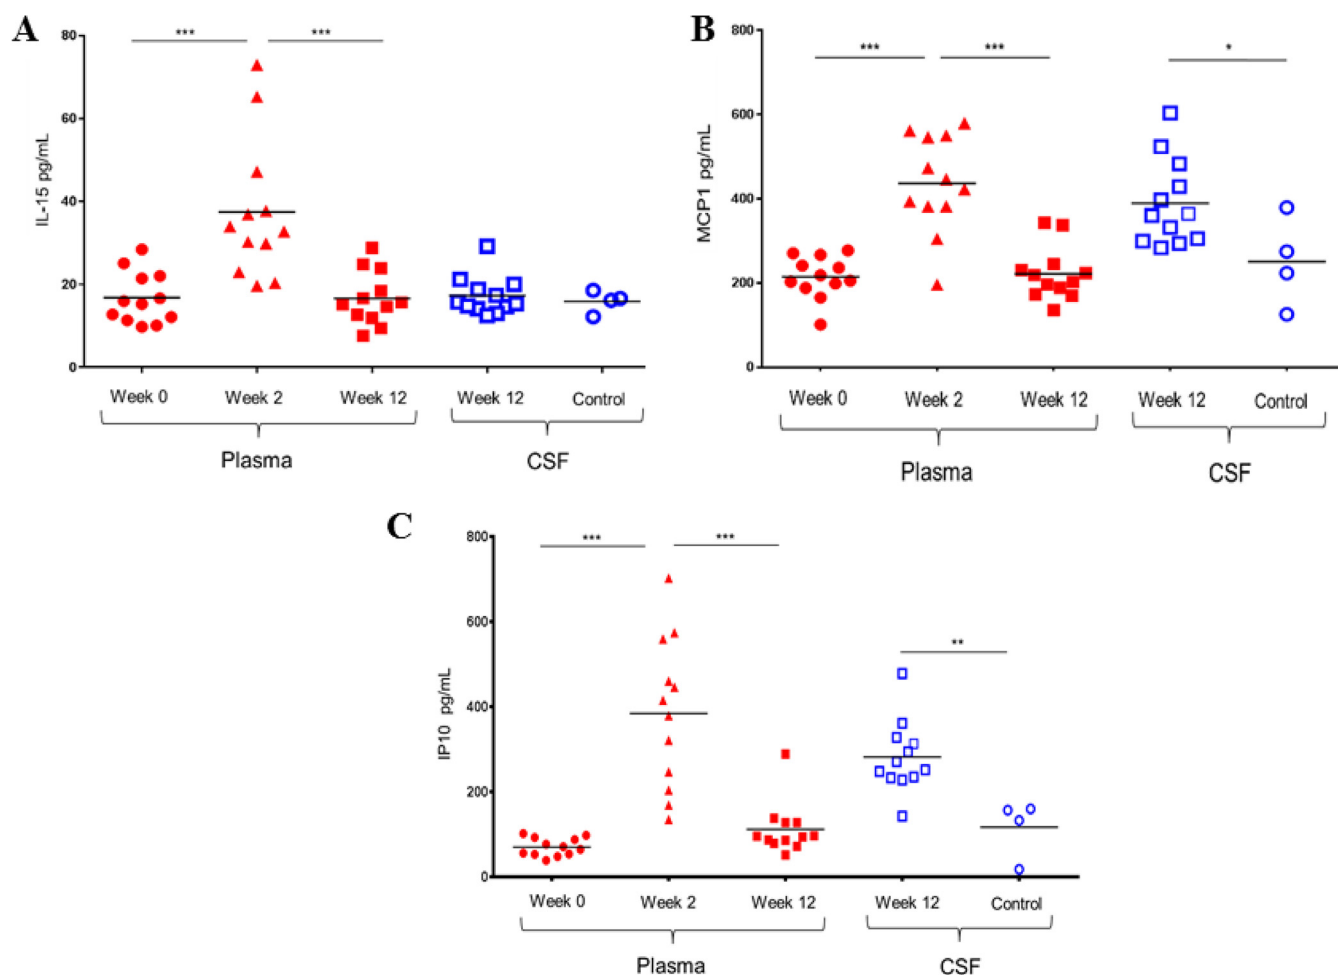 A
IL-15 pg/mL
80
60
40
20
0
*** ***
Week 0 Week 2 Week 12 Week 12 Control
Plasma CSF
B
MCP1 pg/mL
800
600
400
200
0
*** *** *
Week 0 Week 2 Week 12 Week 12 Control
Plasma CSF
C
IP10 pg/mL
800
600
400
200
0
*** *** **
Week 0 Week 2 Week 12 Week 12 Control
Plasma CSF